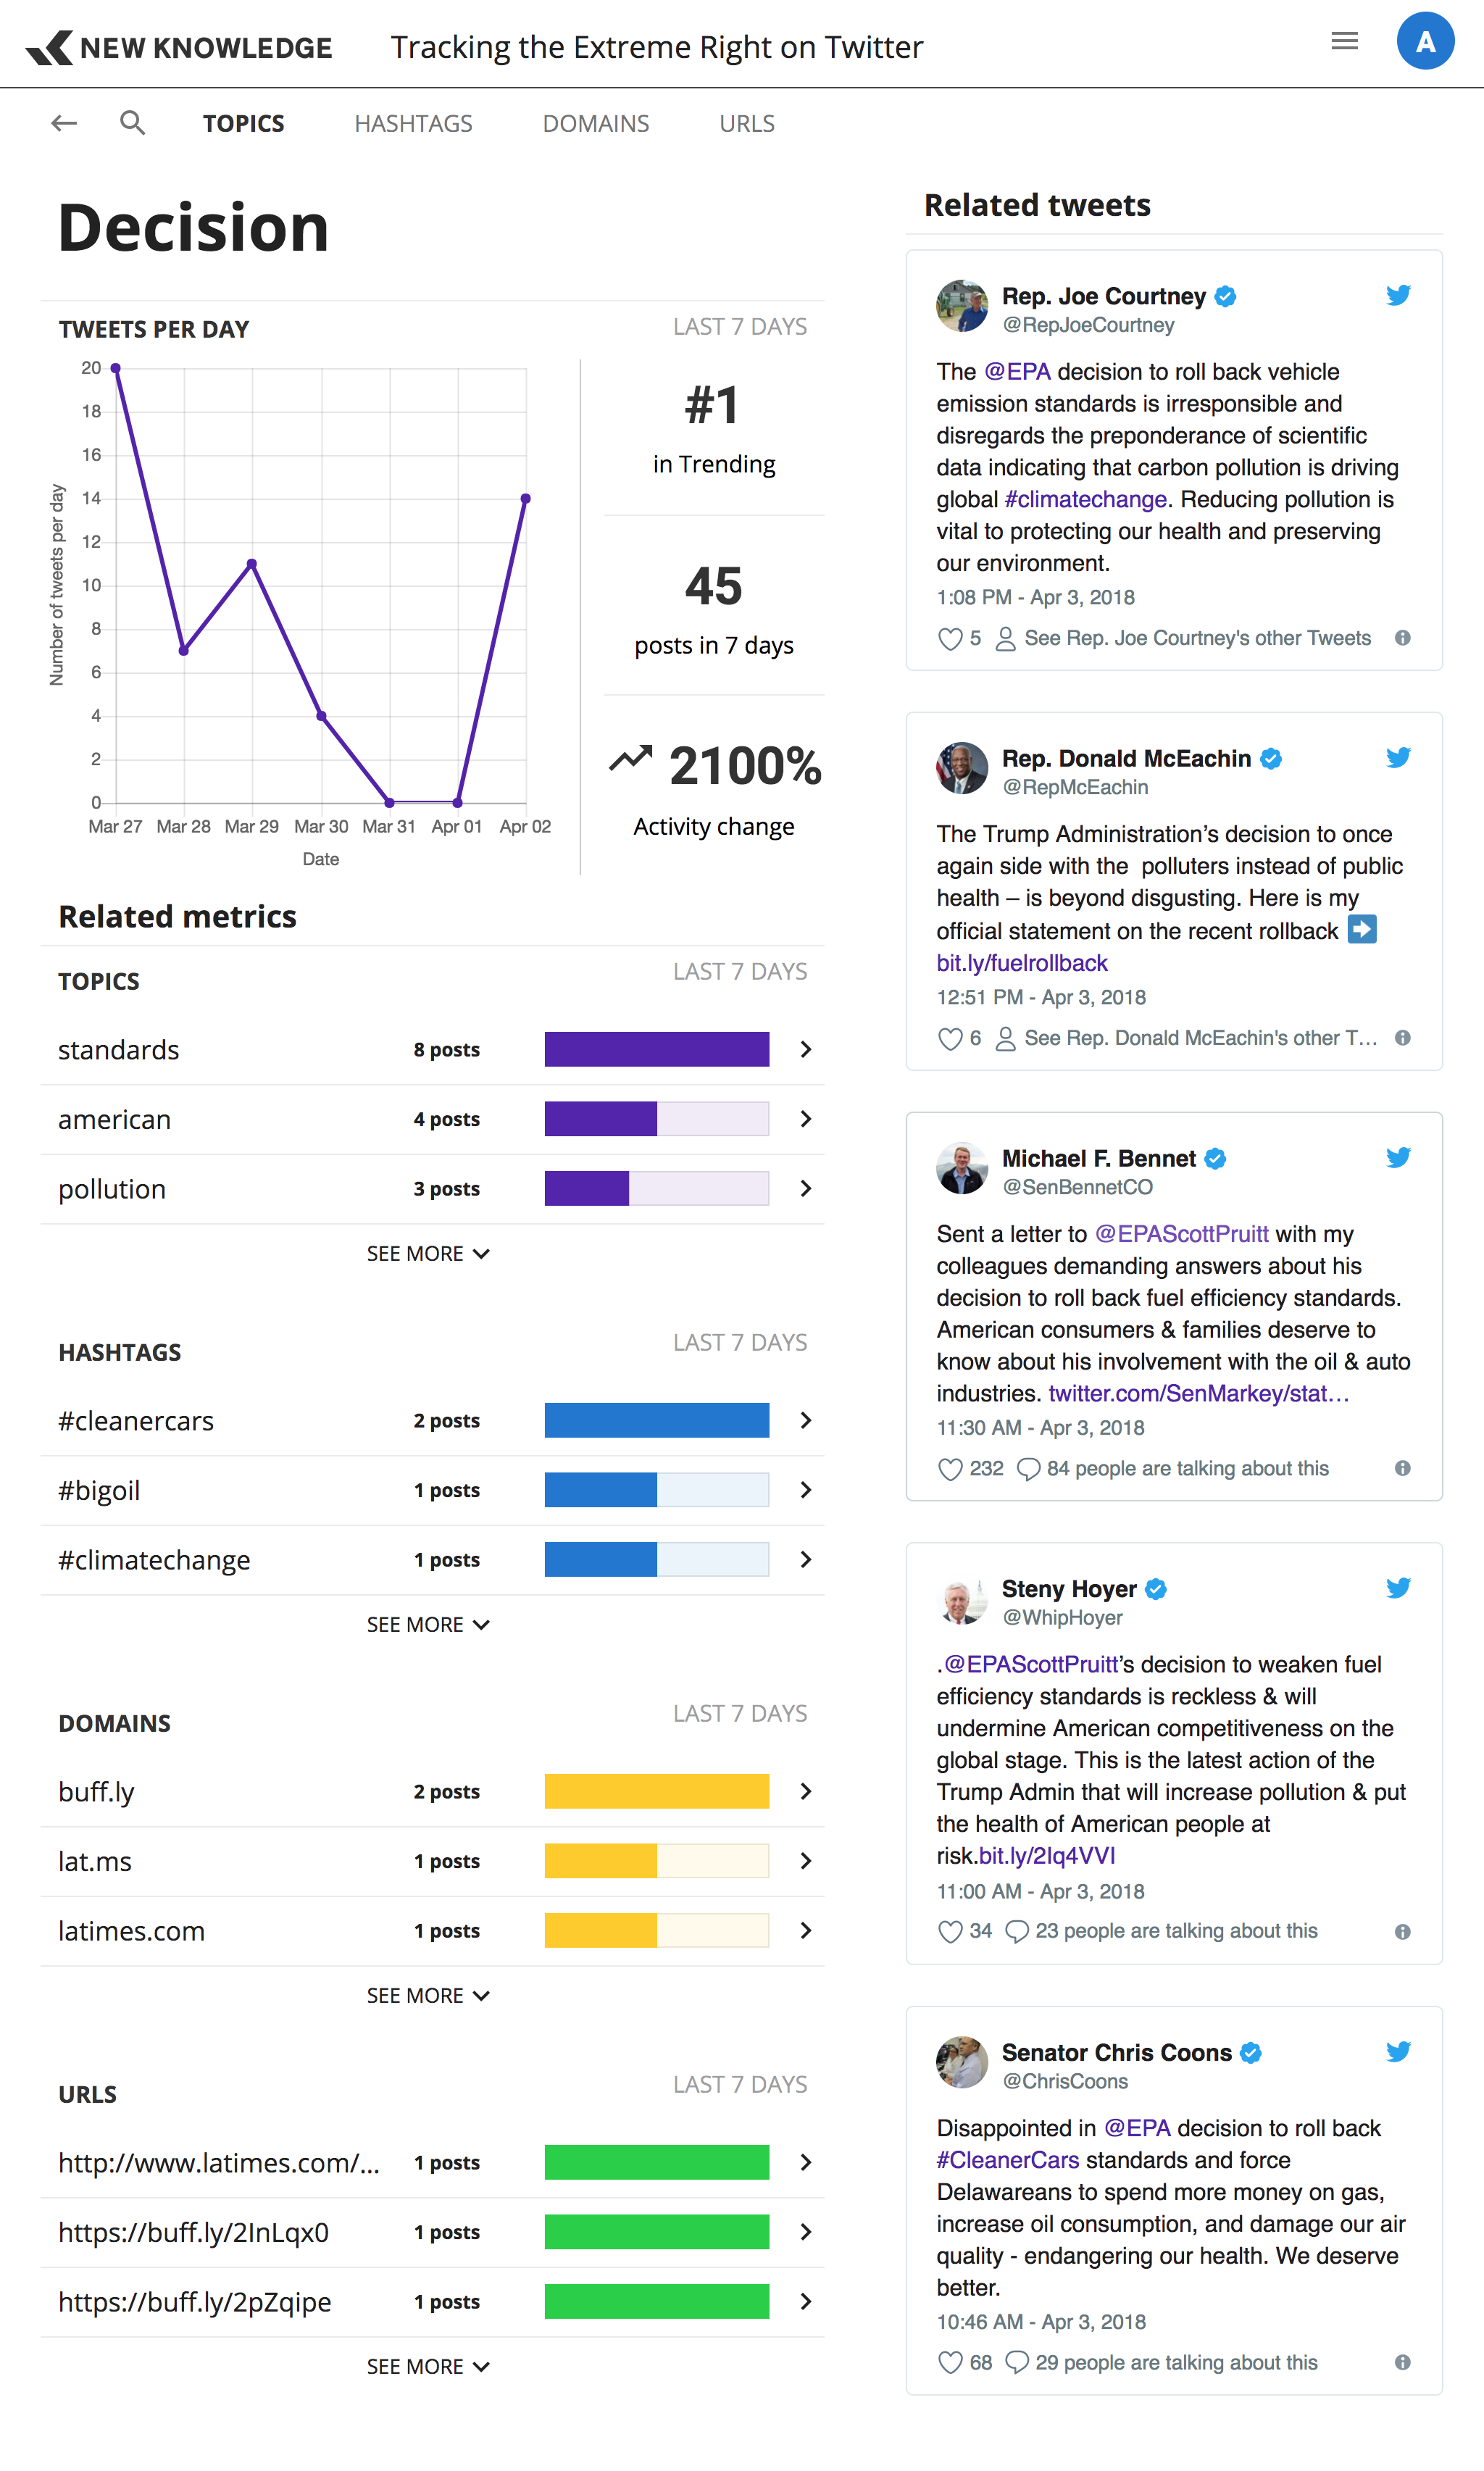 NEW KNOWLEDGE
Tracking the Extreme Right on Twitter
A
TOPICS
HASHTAGS
DOMAINS
URLS
Decision
TWEETS PER DAY
LAST 7 DAYS
Number of tweets per day
20
18
16
14
12
10
8
6
4
2
0
Mar 27 Mar 28 Mar 29 Mar 30 Mar 31 Apr 01 Apr 02
Date
#1
in Trending
45
posts in 7 days
2100%
Activity change
Related metrics
TOPICS
LAST 7 DAYS
standards 8 posts
american 4 posts
pollution 3 posts
SEE MORE
HASHTAGS
LAST 7 DAYS
#cleanercars 2 posts
#bigoil 1 posts
#climatechange 1 posts
SEE MORE
DOMAINS
LAST 7 DAYS
buff.ly 2 posts
lat.ms 1 posts
latimes.com 1 posts
SEE MORE
URLS
LAST 7 DAYS
http://www.latimes.com/... 1 posts
https://buff.ly/2InLqx0 1 posts
https://buff.ly/2pZqipe 1 posts
SEE MORE
Related tweets
Rep. Joe Courtney
@RepJoeCourtney
The @EPA decision to roll back vehicle
emission standards is irresponsible and
disregards the preponderance of scientific
data indicating that carbon pollution is driving
global #climatechange. Reducing pollution is
vital to protecting our health and preserving
our environment.
1:08 PM - Apr 3, 2018
5 See Rep. Joe Courtney's other Tweets
Rep. Donald McEachin
@RepMcEachin
The Trump Administration’s decision to once
again side with the polluters instead of public
health – is beyond disgusting. Here is my
official statement on the recent rollback ➡
bit.ly/fuelrollback
12:51 PM - Apr 3, 2018
6 See Rep. Donald McEachin's other T...
Michael F. Bennet
@SenBennetCO
Sent a letter to @EPAScottPruitt with my
colleagues demanding answers about his
decision to roll back fuel efficiency standards.
American consumers & families deserve to
know about his involvement with the oil & auto
industries. twitter.com/SenMarkey/stat…
11:30 AM - Apr 3, 2018
232 84 people are talking about this
Steny Hoyer
@WhipHoyer
.@EPAScottPruitt’s decision to weaken fuel
efficiency standards is reckless & will
undermine American competitiveness on the
global stage. This is the latest action of the
Trump Admin that will increase pollution & put
the health of American people at
risk.bit.ly/2Iq4VVI
11:00 AM - Apr 3, 2018
34 23 people are talking about this
Senator Chris Coons
@ChrisCoons
Disappointed in @EPA decision to roll back
#CleanerCars standards and force
Delawareans to spend more money on gas,
increase oil consumption, and damage our air
quality - endangering our health. We deserve
better.
10:46 AM - Apr 3, 2018
68 29 people are talking about this